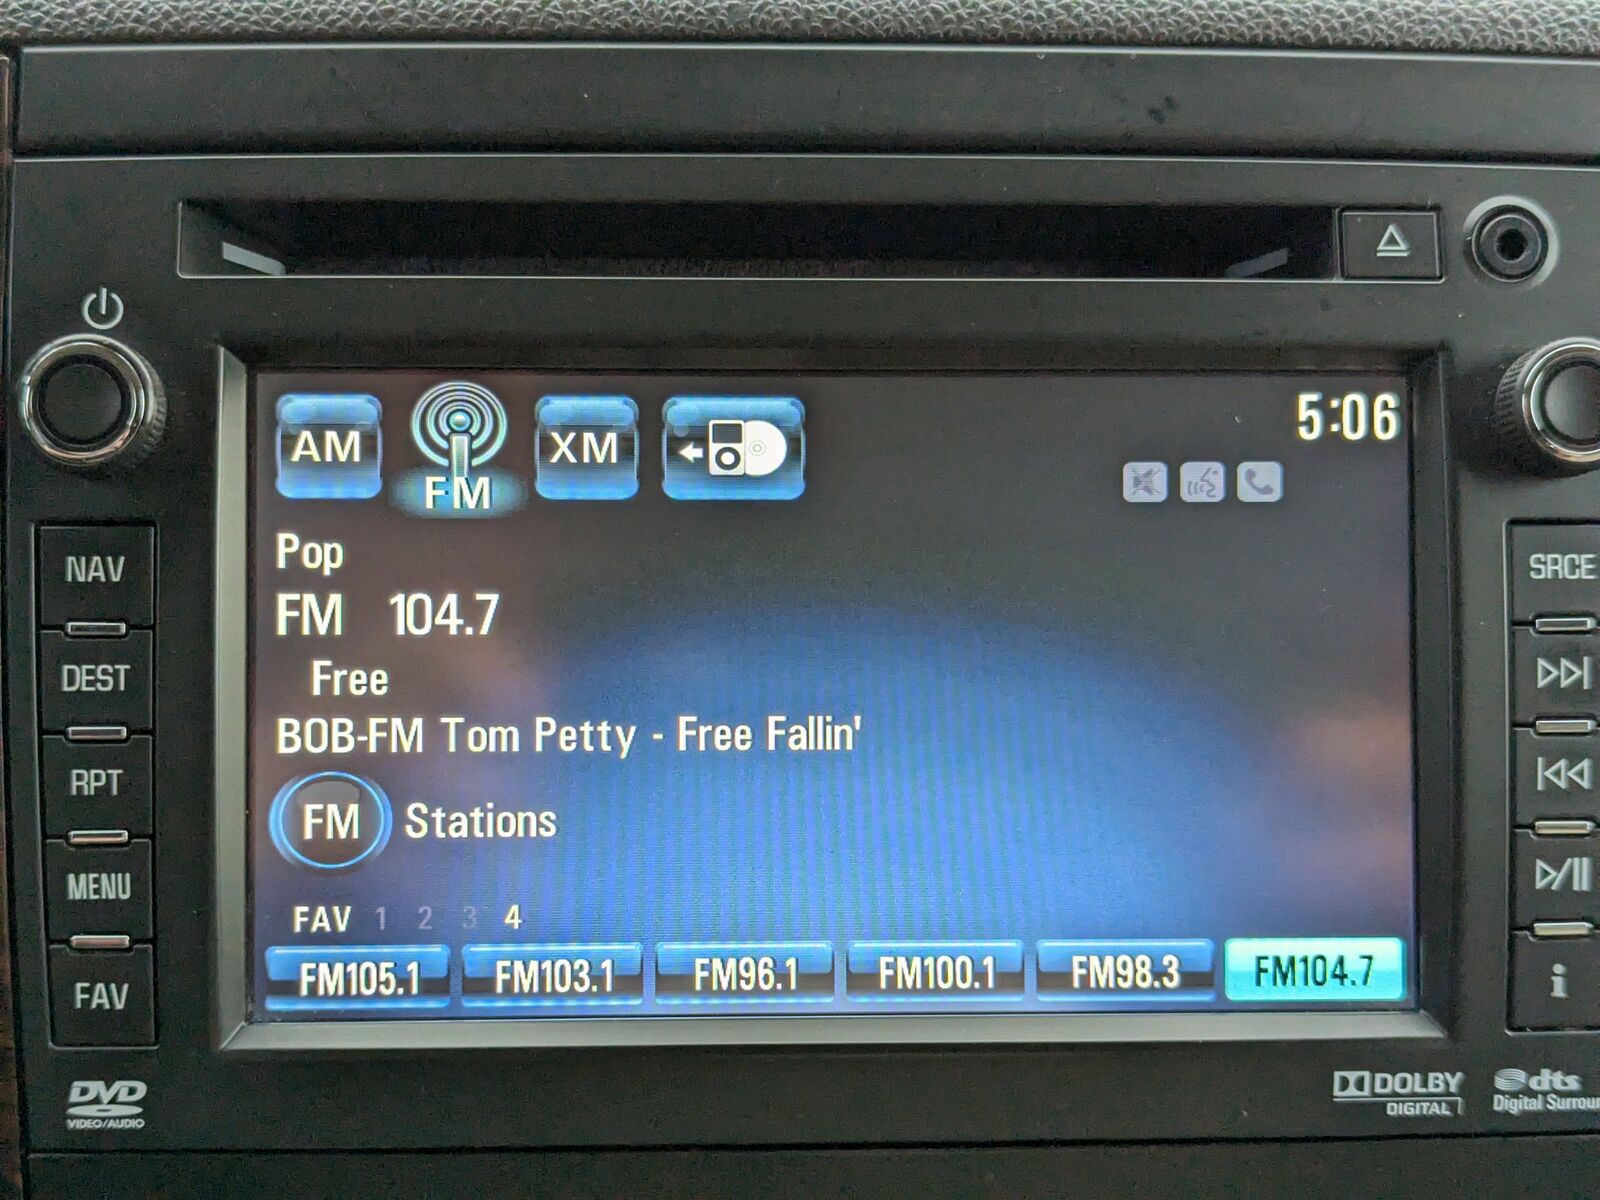 5:06
AM
FM
XM
Pop
FM 104.7
Free
BOB-FM Tom Petty - Free Fallin'
FM Stations
FAV 1 2 3 4
FM105.1 FM103.1 FM96.1 FM100.1 FM98.3 FM104.7
NAV
DEST
RPT
MENU
FAV
SRCE
i
DVD
VIDEO/AUDIO
DOLBY
DIGITAL
dts
Digital Surroun